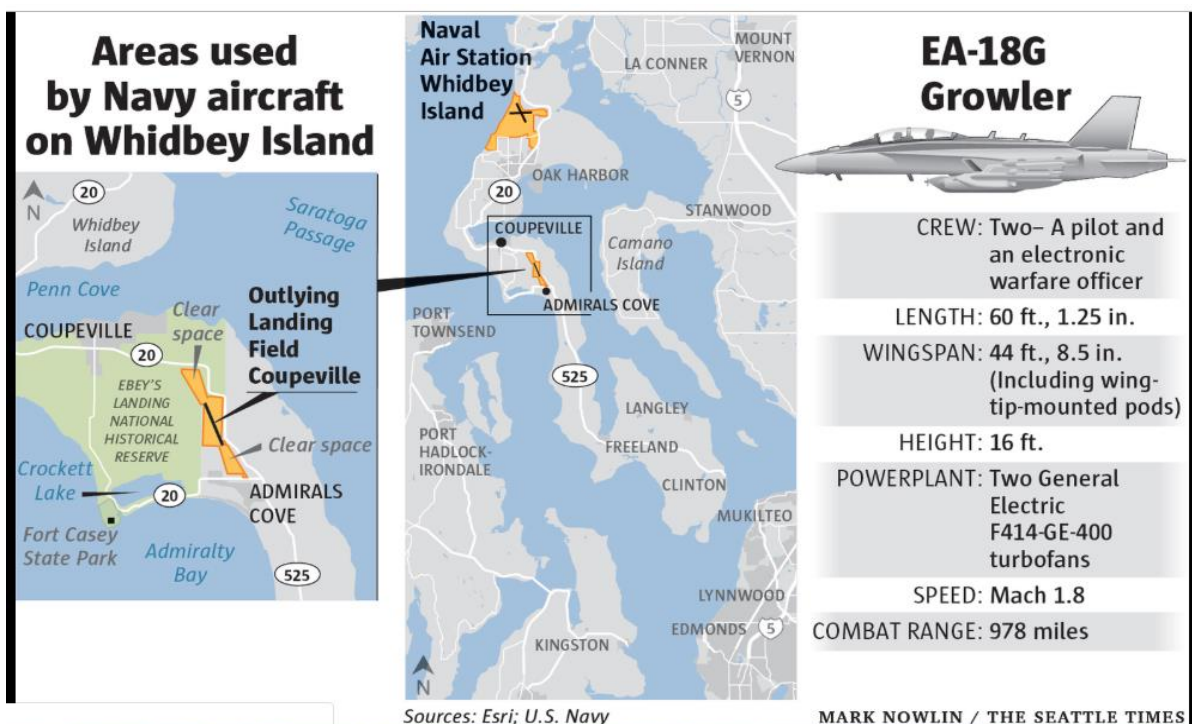 Areas used
by Navy aircraft
on Whidbey Island
N
20
Whidbey
Island
Saratoga
Passage
Penn Cove
Clear
space
Outlying
Landing
Field
Coupeville
COUPEVILLE
20
EBEY'S
LANDING
NATIONAL
HISTORICAL
RESERVE
Clear space
Crockett
Lake
20
ADMIRALS
COVE
Fort Casey
State Park
Admiralty
Bay
525
Naval
Air Station
Whidbey
Island
MOUNT
VERNON
LA CONNER
5
OAK HARBOR
20
STANWOOD
COUPEVILLE
Camano
Island
ADMIRALS COVE
PORT
TOWNSEND
525
LANGLEY
PORT
HADLOCK-
IRONDALE
FREELAND
CLINTON
MUKILTEO
LYNNWOOD
EDMONDS
5
KINGSTON
N
Sources: Esri; U.S. Navy
EA-18G
Growler
CREW: Two– A pilot and
an electronic
warfare officer
LENGTH: 60 ft., 1.25 in.
WINGSPAN: 44 ft., 8.5 in.
(Including wing-
tip-mounted pods)
HEIGHT: 16 ft.
POWERPLANT: Two General
Electric
F414-GE-400
turbofans
SPEED: Mach 1.8
COMBAT RANGE: 978 miles
MARK NOWLIN / THE SEATTLE TIMES